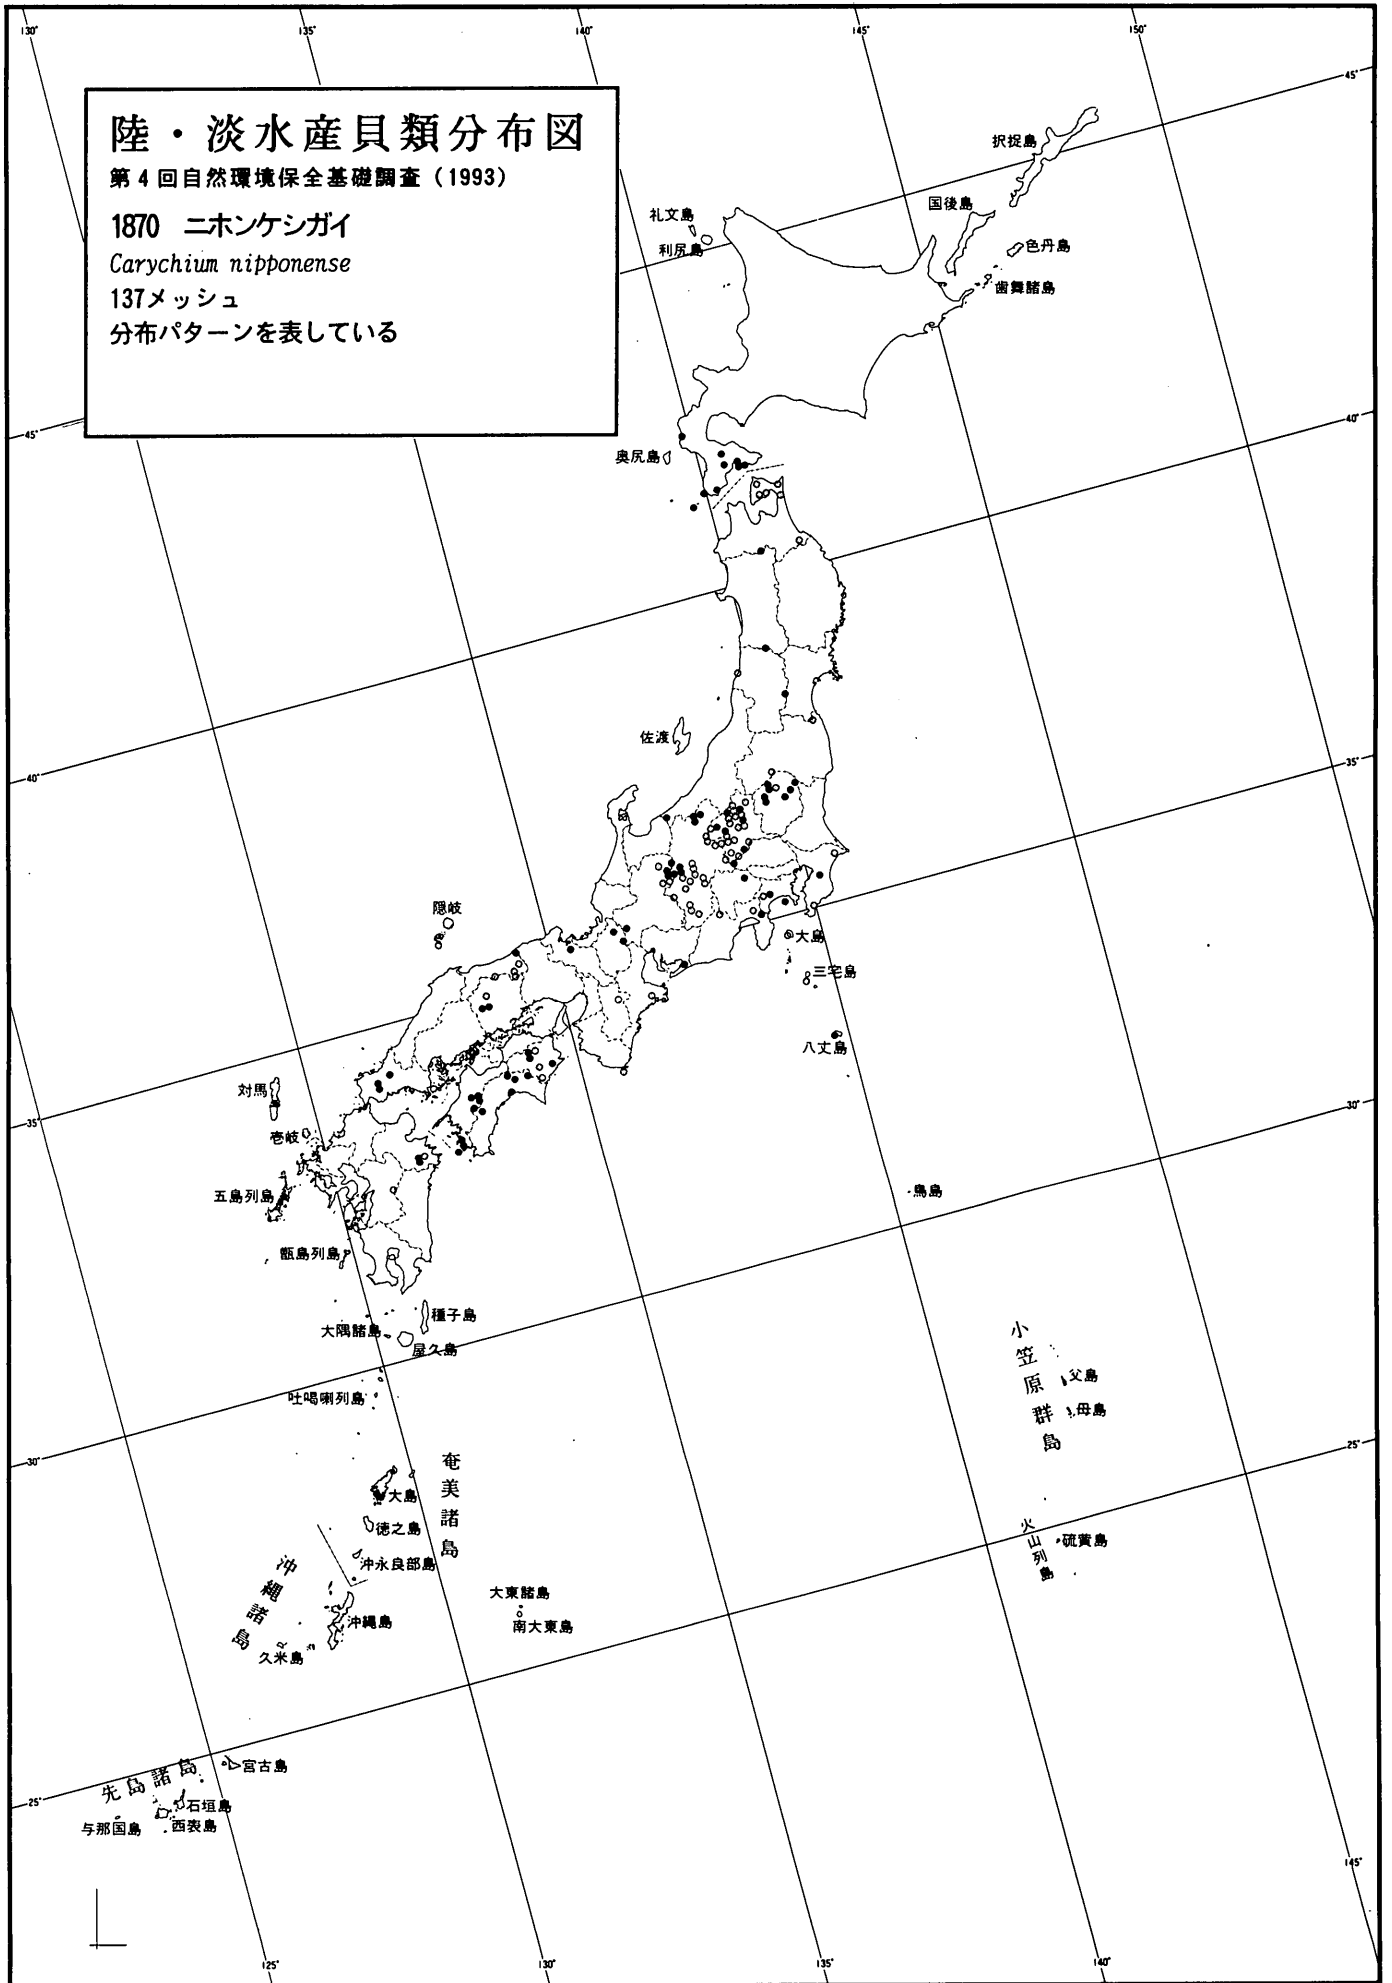 130°
135°
140°
145°
150°
陸・淡水産貝類分布図
第4回自然環境保全基礎調査（1993）
1870 ニホンケシガイ
Carychium nipponense
137メッシュ
分布パターンを表している
45°
択捉島
国後島
礼文島
利尻島
色丹島
歯舞諸島
45°
40°
奥尻島
佐渡
40°
35°
隠岐
大島
三宅島
八丈島
対馬
35°
壱岐
30°
五島列島
鳥島
甑島列島
種子島
大隅諸島
屋久島
吐噶喇列島
小笠原群島
父島
母島
30°
25°
奄美諸島
大島
徳之島
沖永良部島
火山列島
硫黄島
沖縄諸島
大東諸島
沖縄島
南大東島
久米島
先島諸島
宮古島
25°
石垣島
与那国島
西表島
145°
125°
130°
135°
140°